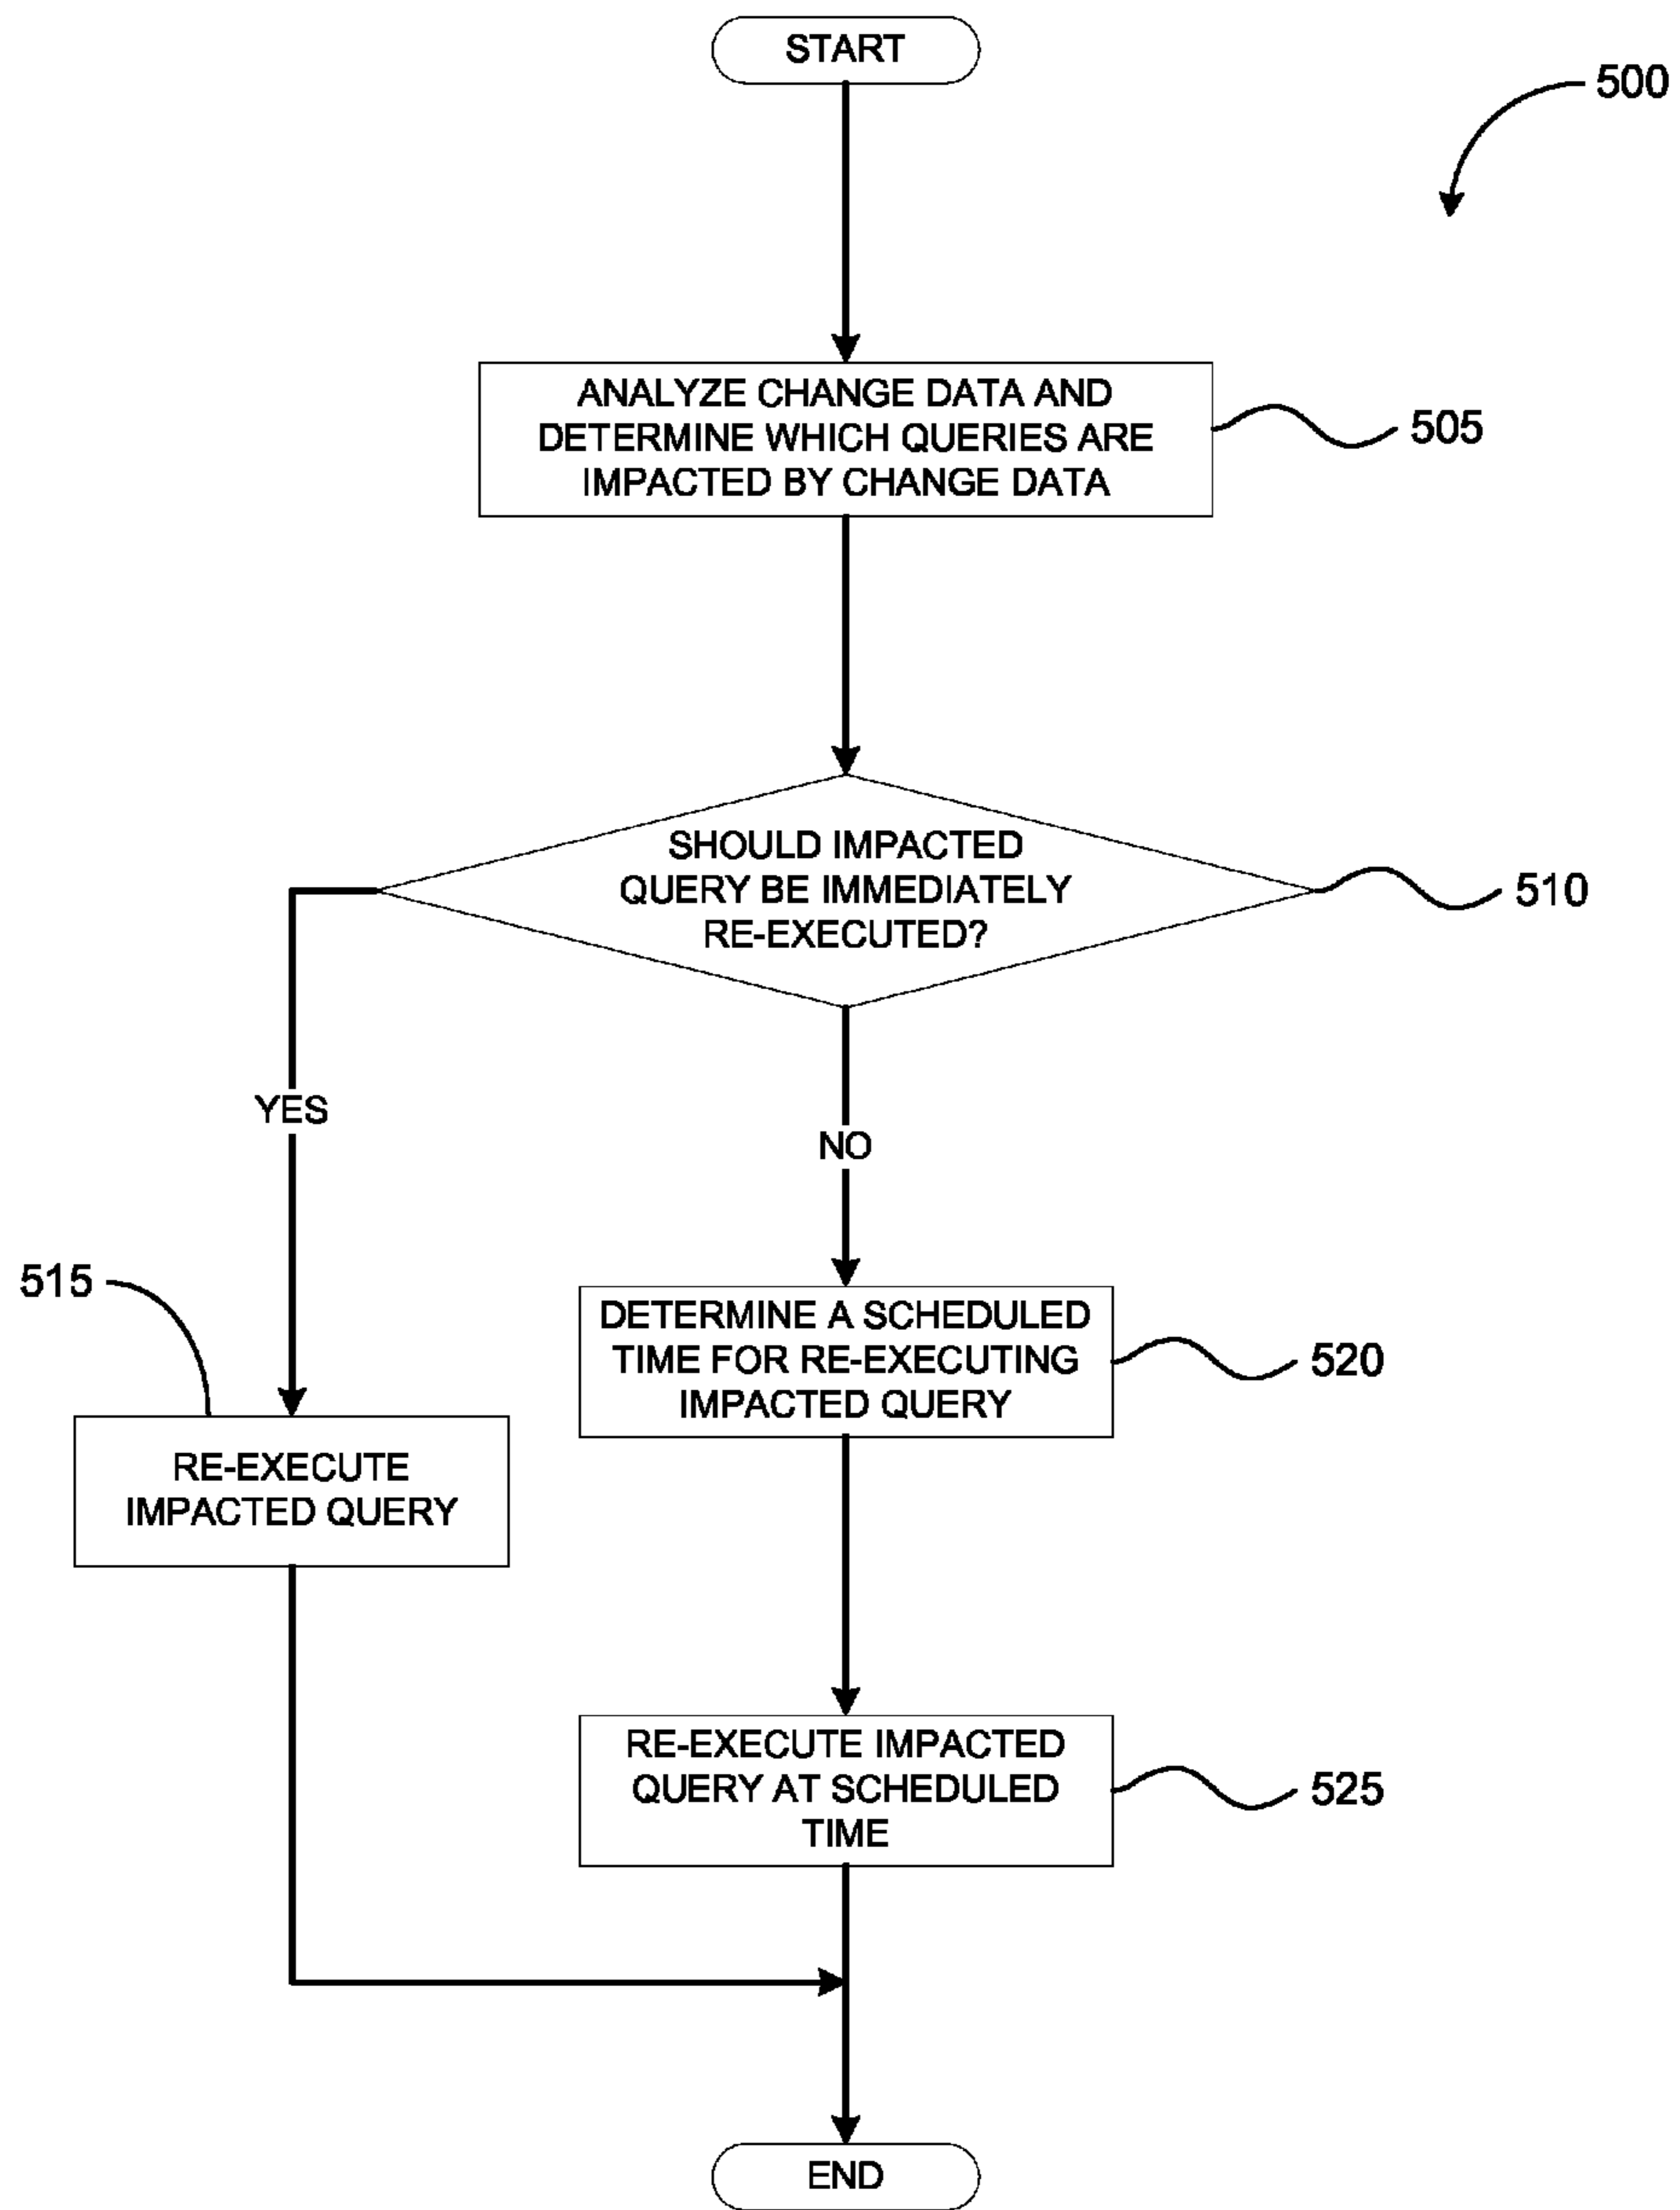 START
500
ANALYZE CHANGE DATA AND
DETERMINE WHICH QUERIES ARE
IMPACTED BY CHANGE DATA
505
SHOULD IMPACTED
QUERY BE IMMEDIATELY
RE-EXECUTED?
510
YES
NO
515
RE-EXECUTE
IMPACTED QUERY
DETERMINE A SCHEDULED
TIME FOR RE-EXECUTING
IMPACTED QUERY
520
RE-EXECUTE IMPACTED
QUERY AT SCHEDULED
TIME
525
END